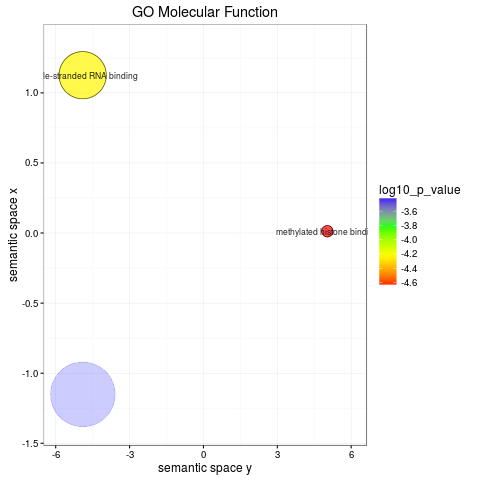 GO Molecular Function
le-stranded RNA binding
methylated histone bindi
1.0
0.5
0.0
-0.5
-1.0
-1.5
-6
-3
0
3
6
semantic space y
semantic space x
log10_p_value
-3.6
-3.8
-4.0
-4.2
-4.4
-4.6